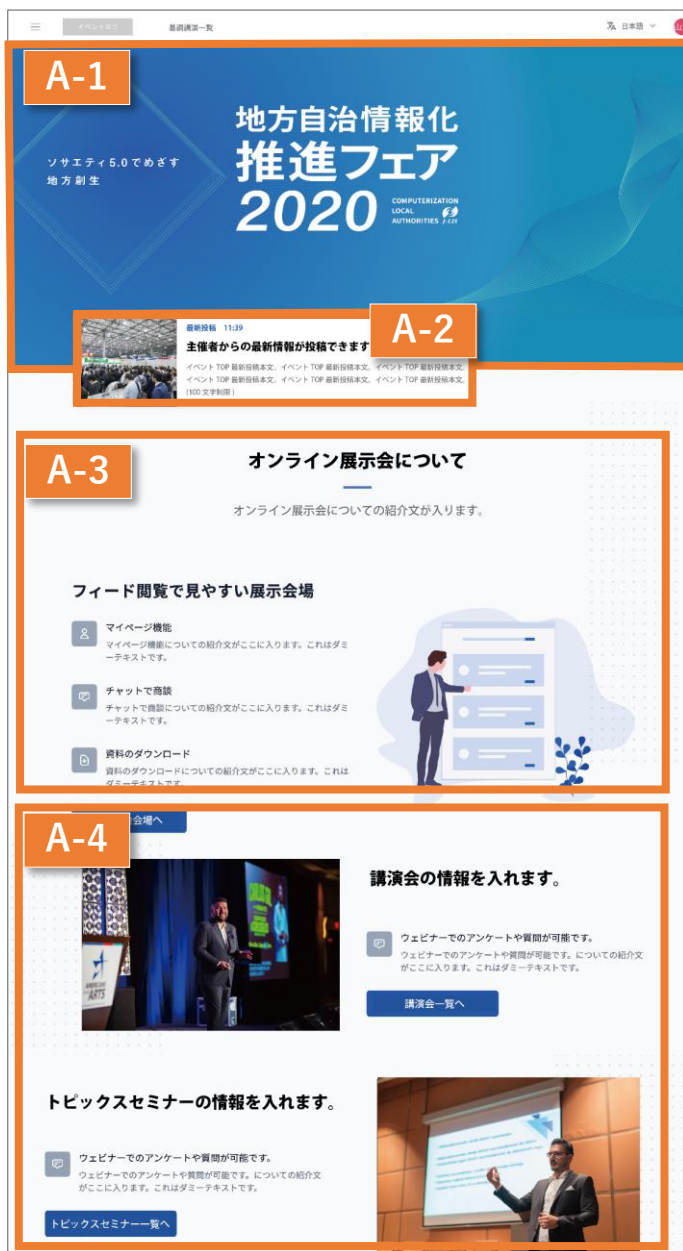 イベントロゴ
基調講演一覧
日本語
山
A-1
ソサエティ5.0でめざす
地方創生
地方自治情報化
推進フェア
2020
COMPUTERIZATION
LOCAL
AUTHORITIES
A-2
最新投稿 11:39
主催者からの最新情報が投稿できます
イベント TOP 最新投稿本文。イベント TOP 最新投稿本文。イベント TOP 最新投稿本文。
イベント TOP 最新投稿本文。イベント TOP 最新投稿本文。イベント TOP 最新投稿本文。
(100 文字制限)
A-3
オンライン展示会について
オンライン展示会についての紹介文が入ります。
フィード閲覧で見やすい展示会場
マイページ機能
マイページ機能についての紹介文がここに入ります。これはダミ
ーテキストです。
チャットで商談
チャットで商談についての紹介文がここに入ります。これはダミ
ーテキストです。
資料のダウンロード
資料のダウンロードについての紹介文がここに入ります。これは
ダミーテキストです。
A-4
会場へ
AMERICANS
ARTS
講演会の情報を入れます。
ウェビナーでのアンケートや質問が可能です。
ウェビナーでのアンケートや質問が可能です。についての紹介文
がここに入ります。これはダミーテキストです。
講演会一覧へ
トピックスセミナーの情報を入れます。
ウェビナーでのアンケートや質問が可能です。
ウェビナーでのアンケートや質問が可能です。についての紹介文
がここに入ります。これはダミーテキストです。
トピックスセミナー一覧へ